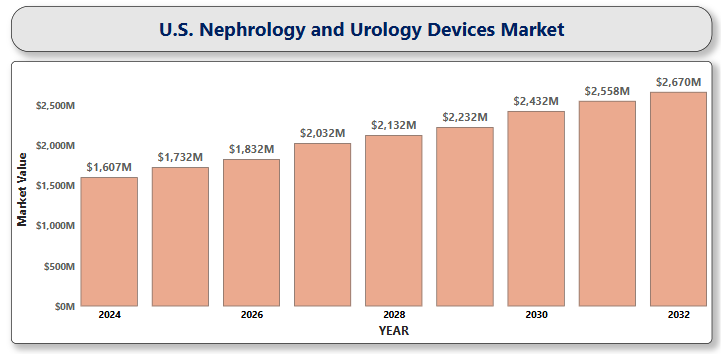 U.S. Nephrology and Urology Devices Market
$2,670M
$2,558M
$2,432M
$2,232M
$2,132M
$2,032M
$1,832M
$1,732M
$1,607M
$2,500M
$2,000M
$1,500M
$1,000M
$500M
$0M
Market Value
2024 2026 2028 2030 2032
YEAR